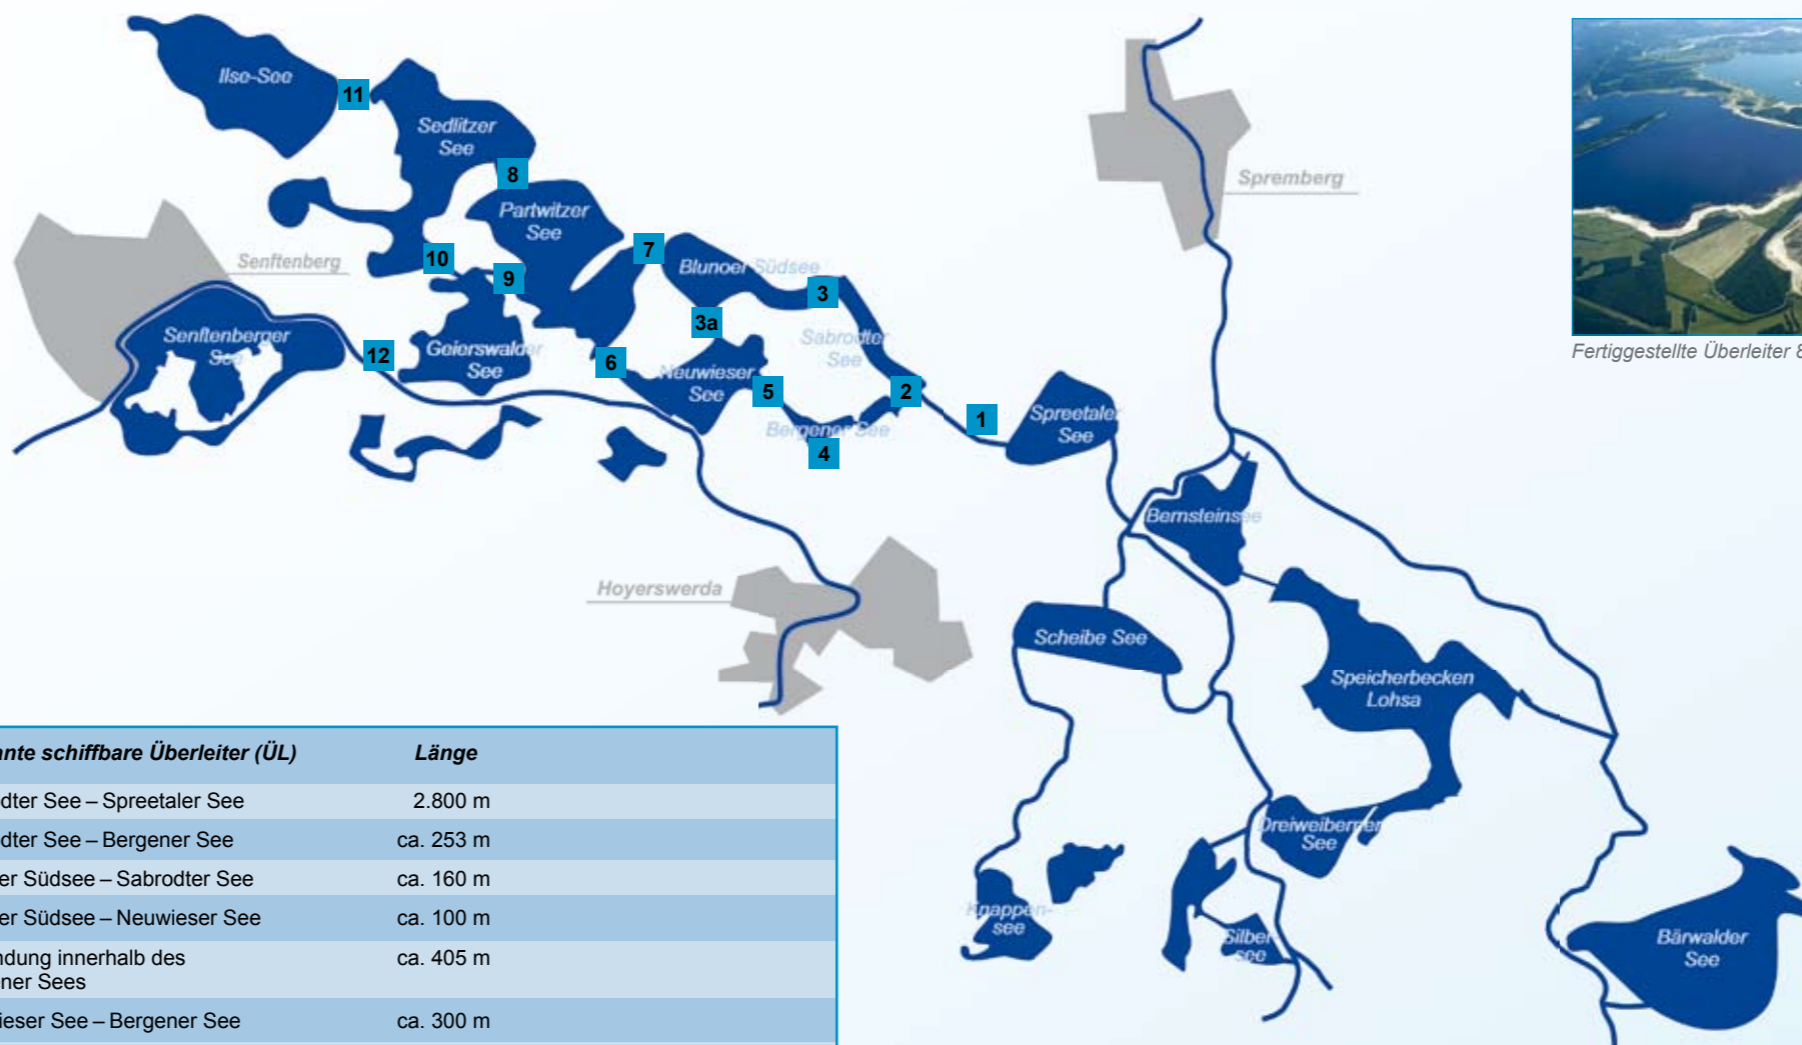 Ilse-See
11
Sedlitzer
See
8
Partwitzer
See
Spremberg
Senftenberg
10
9
7
Blunoer Südsee
3
3a
Sabrodter
See
Senftenberger
See
12
Geierswalder
See
6
Neuwieser
See
5
2
Bergener See
4
1
Spreetaler
See
Fertiggestellte Überleiter 8
Bernsteinsee
Hoyerswerda
Scheibe See
Speicherbecken
Lohsa
Dreiweiberner
See
Knappen-
see
Silber-
see
Bärwalder
See
ante schiffbare Überleiter (ÜL) Länge
dter See – Spreetaler See 2.800 m
dter See – Bergener See ca. 253 m
er Südsee – Sabrodter See ca. 160 m
er Südsee – Neuwieser See ca. 100 m
ndung innerhalb des ca. 405 m
ner Sees
ieser See – Bergener See ca. 300 m